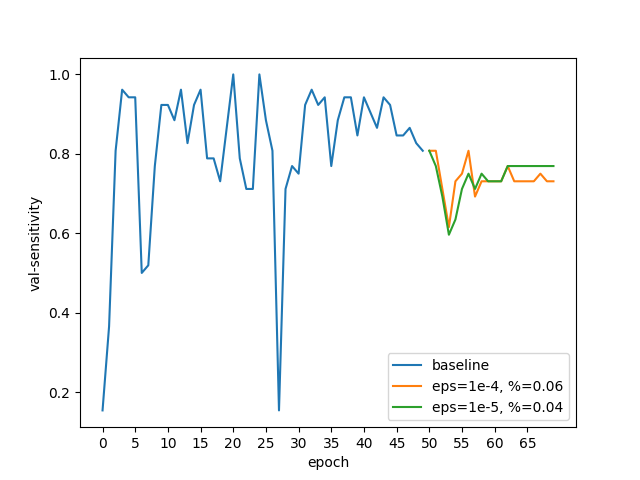 1.0
0.8
0.6
0.4
0.2
val-sensitivity
baseline
eps=1e-4, %=0.06
eps=1e-5, %=0.04
0 5 10 15 20 25 30 35 40 45 50 55 60 65
epoch